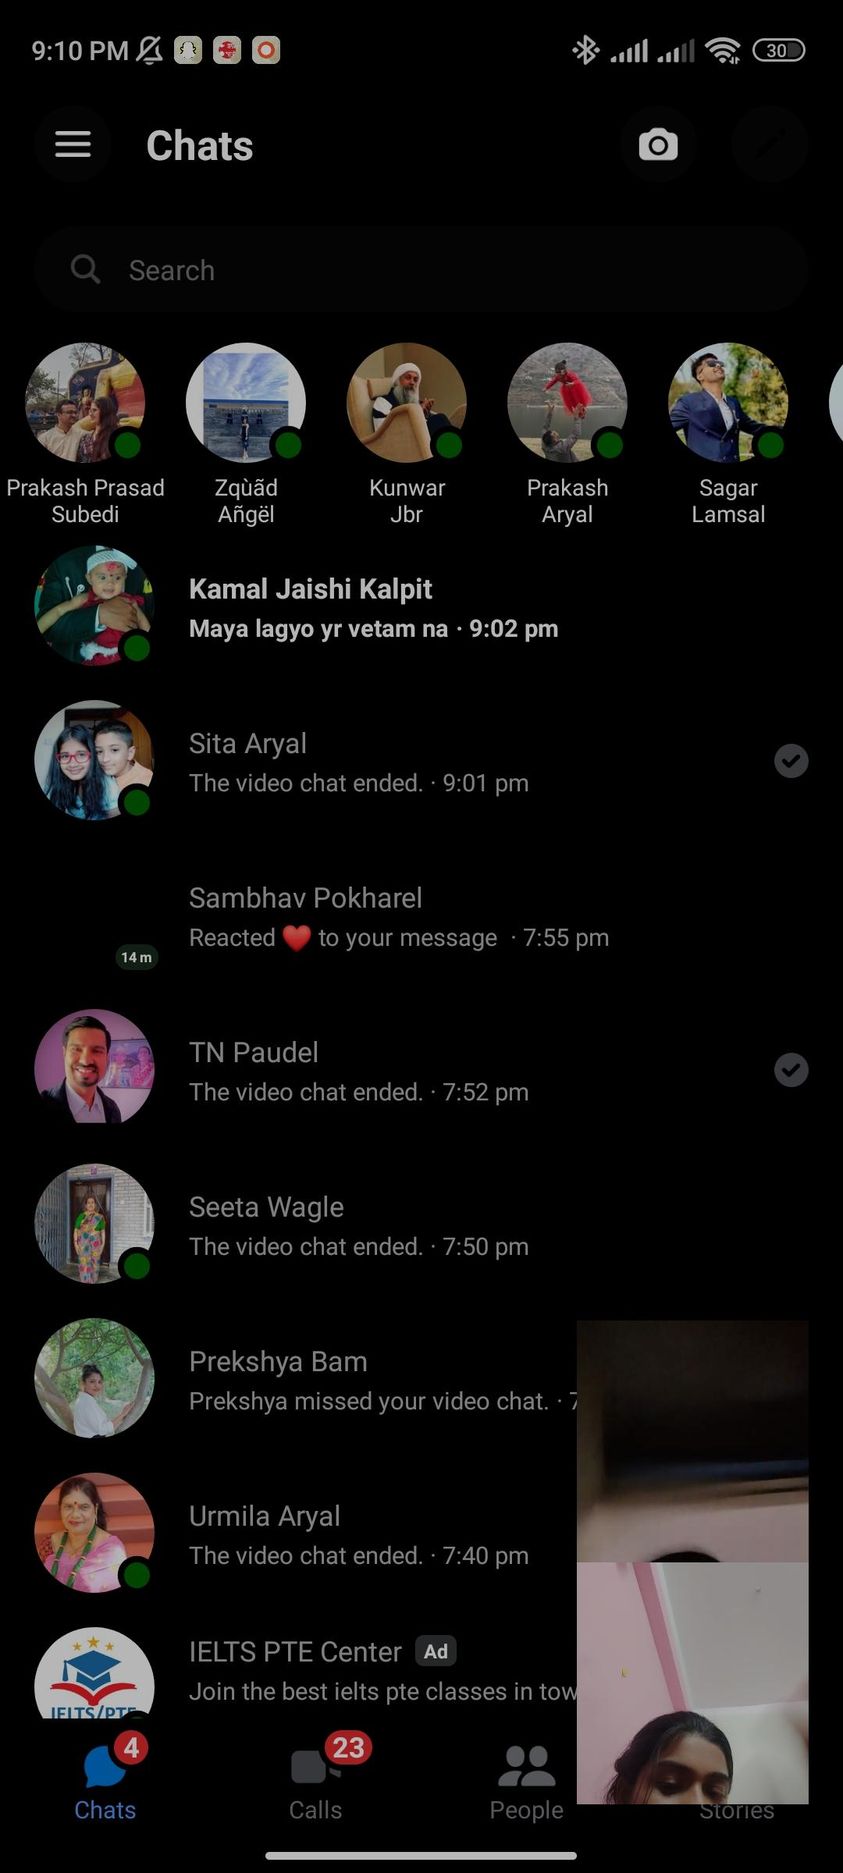 9:10 PM
30
Chats
Search
Prakash Prasad Subedi
Zqùãd Añgël
Kunwar Jbr
Prakash Aryal
Sagar Lamsal
Kamal Jaishi Kalpit
Maya lagyo yr vetam na · 9:02 pm
Sita Aryal
The video chat ended. · 9:01 pm
Sambhav Pokharel
Reacted ❤️ to your message · 7:55 pm
14 m
TN Paudel
The video chat ended. · 7:52 pm
Seeta Wagle
The video chat ended. · 7:50 pm
Prekshya Bam
Prekshya missed your video chat. · 7
Urmila Aryal
The video chat ended. · 7:40 pm
IELTS PTE Center Ad
Join the best ielts pte classes in tow
IELTS/PTE
4
23
Chats
Calls
People
Stories